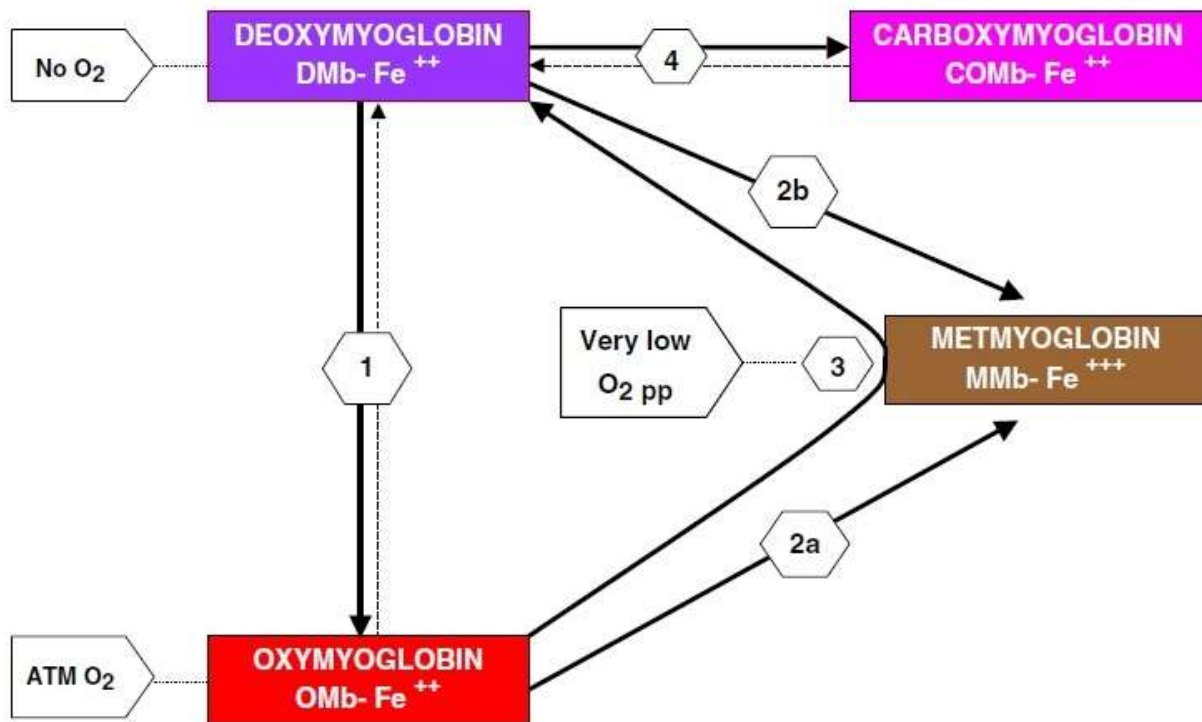 No O2
DEOXYMYOGLOBIN
DMb- Fe ++
4
CARBOXYMYOGLOBIN
COMb- Fe ++
2b
1
Very low
O2 pp
3
METMYOGLOBIN
MMb- Fe +++
2a
ATM O2
OXYMYOGLOBIN
OMb- Fe ++